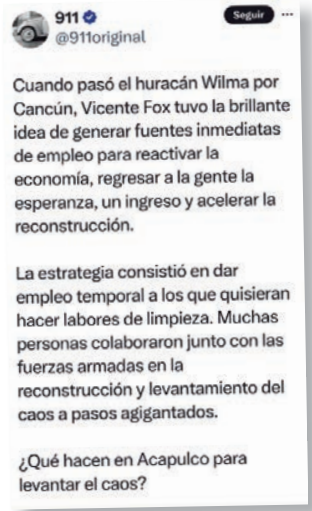 911
Seguir
@911original
Cuando pasó el huracán Wilma por
Cancún, Vicente Fox tuvo la brillante
idea de generar fuentes inmediatas
de empleo para reactivar la
economía, regresar a la gente la
esperanza, un ingreso y acelerar la
reconstrucción.
La estrategia consistió en dar
empleo temporal a los que quisieran
hacer labores de limpieza. Muchas
personas colaboraron junto con las
fuerzas armadas en la
reconstrucción y levantamiento del
caos a pasos agigantados.
¿Qué hacen en Acapulco para
levantar el caos?